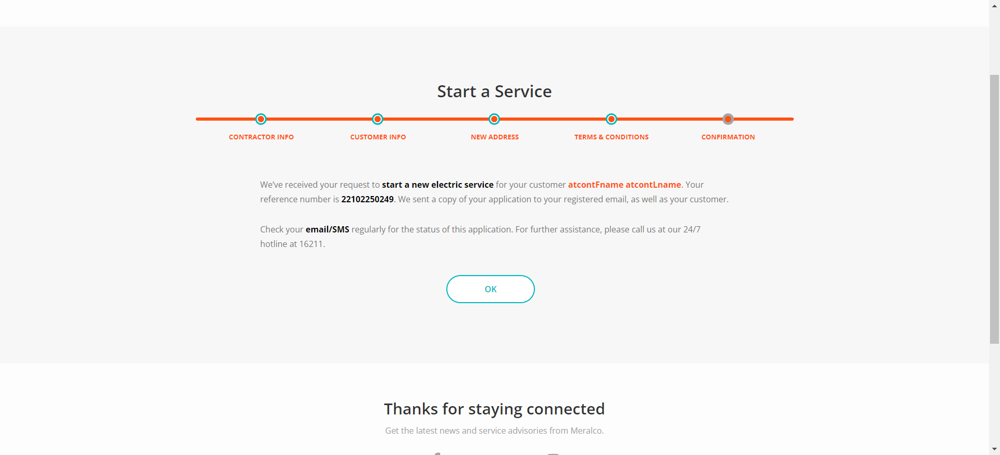 Start a Service
CONTRACTOR INFO
CUSTOMER INFO
NEW ADDRESS
TERMS & CONDITIONS
CONFIRMATION
We’ve received your request to start a new electric service for your customer atcontFname atcontLname. Your
reference number is 22102250249. We sent a copy of your application to your registered email, as well as your customer.
Check your email/SMS regularly for the status of this application. For further assistance, please call us at our 24/7
hotline at 16211.
OK
Thanks for staying connected
Get the latest news and service advisories from Meralco.